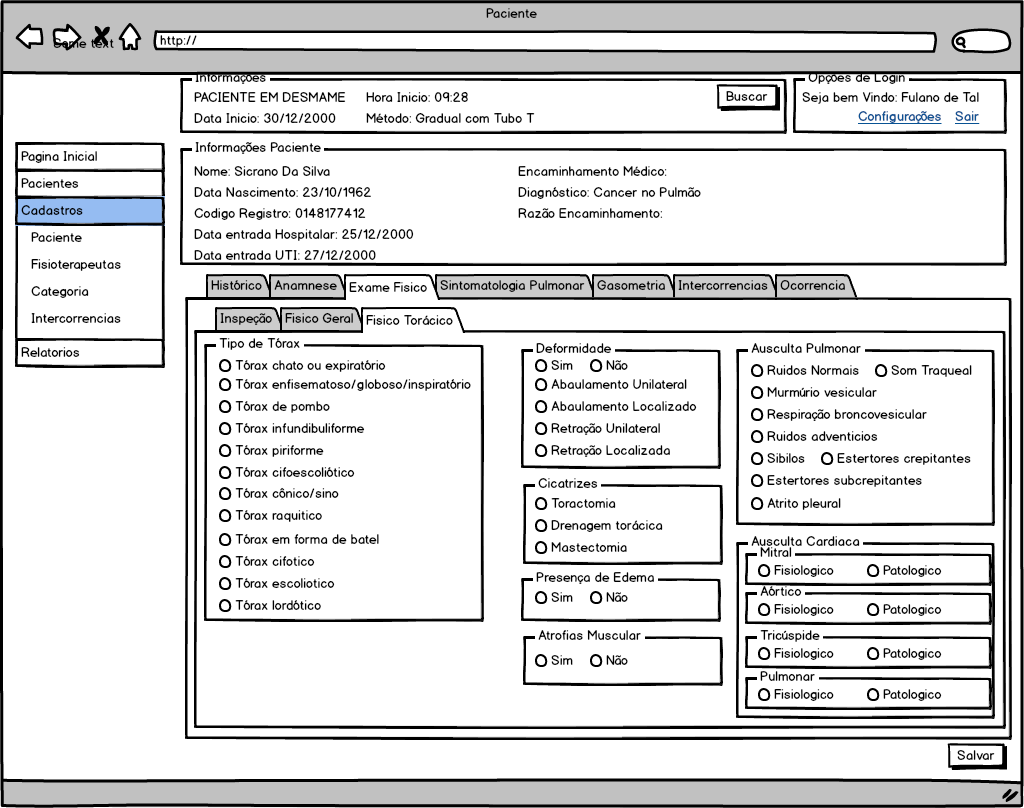 Paciente
Some text
http://
Informações
PACIENTE EM DESMAME Hora Inicio: 09:28
Buscar
Data Inicio: 30/12/2000 Método: Gradual com Tubo T
Opções de Login
Seja bem Vindo: Fulano de Tal
Configurações Sair
Pagina Inicial
Pacientes
Cadastros
Paciente
Fisioterapeutas
Categoria
Intercorrencias
Relatorios
Informações Paciente
Nome: Sicrano Da Silva
Data Nascimento: 23/10/1962
Codigo Registro: 0148177412
Data entrada Hospitalar: 25/12/2000
Data entrada UTI: 27/12/2000
Encaminhamento Médico:
Diagnóstico: Cancer no Pulmão
Razão Encaminhamento:
Histórico Anamnese Exame Fisico Sintomatologia Pulmonar Gasometria Intercorrencias Ocorrencia
Inspeção Fisico Geral Fisico Torácico
Tipo de Tórax
Tórax chato ou expiratório
Tórax enfisematoso/globoso/inspiratório
Tórax de pombo
Tórax infundibuliforme
Tórax piriforme
Tórax cifoescoliótico
Tórax cônico/sino
Tórax raquitico
Tórax em forma de batel
Tórax cifotico
Tórax escoliotico
Tórax lordótico
Deformidade
Sim Não
Abaulamento Unilateral
Abaulamento Localizado
Retração Unilateral
Retração Localizada
Cicatrizes
Toractomia
Drenagem torácica
Mastectomia
Presença de Edema
Sim Não
Atrofias Muscular
Sim Não
Ausculta Pulmonar
Ruidos Normais Som Traqueal
Murmúrio vesicular
Respiração broncovesicular
Ruidos adventicios
Sibilos Estertores crepitantes
Estertores subcrepitantes
Atrito pleural
Ausculta Cardiaca
Mitral
Fisiologico Patologico
Aórtico
Fisiologico Patologico
Tricúspide
Fisiologico Patologico
Pulmonar
Fisiologico Patologico
Salvar